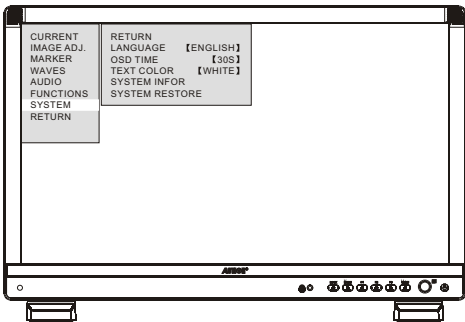 CURRENT
IMAGE ADJ.
MARKER
WAVES
AUDIO
FUNCTIONS
SYSTEM
RETURN
RETURN
LANGUAGE 【ENGLISH】
OSD TIME 【30S】
TEXT COLOR 【WHITE】
SYSTEM INFOR
SYSTEM RESTORE